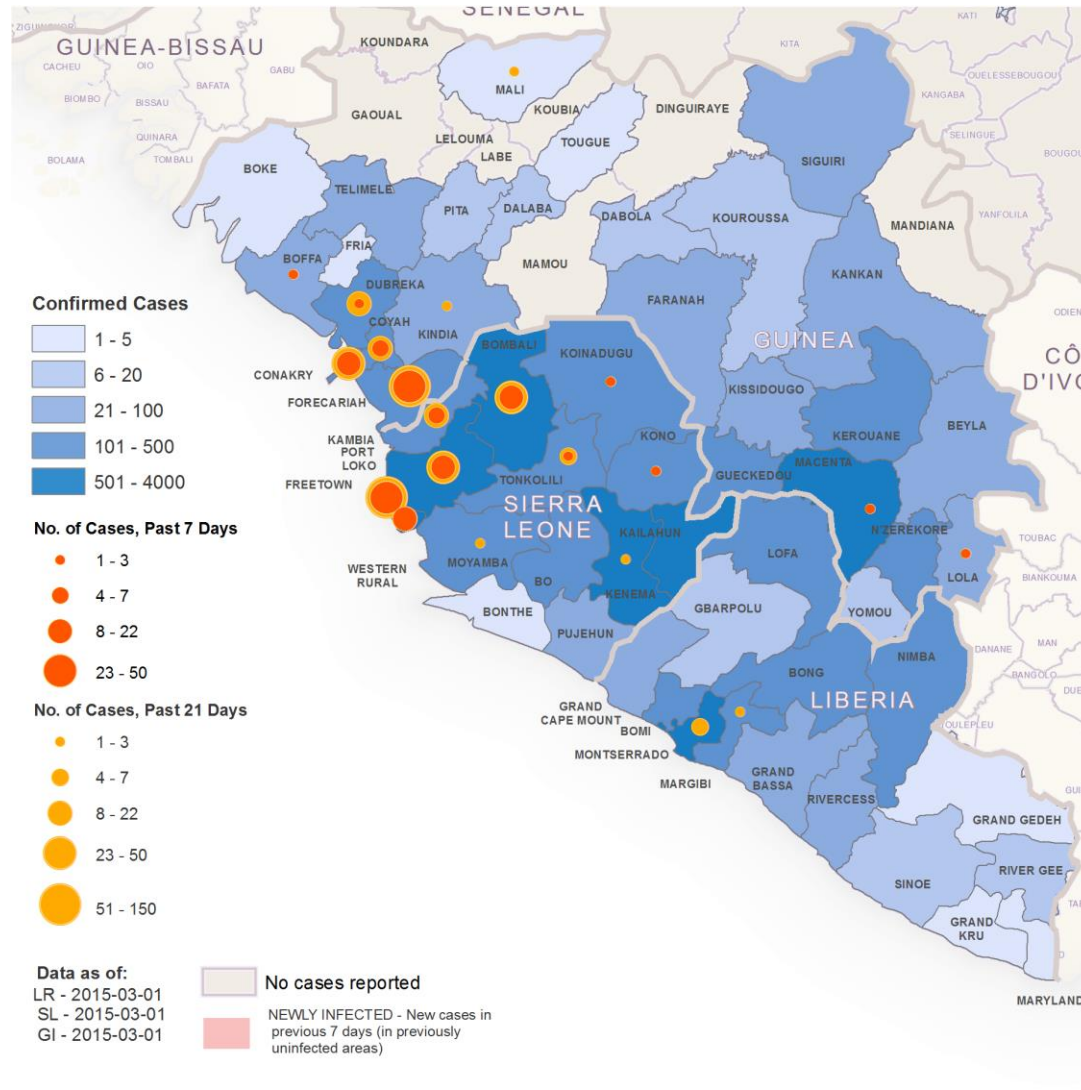 SENEGAL
ZIGUINCHOR
KATI
GUINEA-BISSAU
KOUNDARA
KITA
CACHEU
OIO
GABU
MALI
OUELESSEBOUGOU
BAFATA
KOUBIA
DINGUIRAYE
KANGABA
BIOMBO
BISSAU
GAOUAL
LELOUMA
TOUGUE
SELINGUE
QUINARA
LABE
BOUGOU
BOLAMA
TOMBALI
BOKE
SIGUIRI
TELIMELE
PITA
DALABA
DABOLA
KOUROUSSA
MANDIANA
YANFOLILA
FRIA
BOFFA
MAMOU
KANKAN
DUBREKA
FARANAH
Confirmed Cases
1 - 5
6 - 20
21 - 100
101 - 500
501 - 4000
COYAH
KINDIA
BOMBALI
KOINADUGU
GUINEA
ODIEN
CÔ
D'IVO
CONAKRY
FORECARIAH
KISSIDOUGO
BEYLA
KAMBIA
PORT
LOKO
KONO
KEROUANE
FREETOWN
TONKOLILI
GUECKEDOU
MACENTA
SIERRA
LEONE
N'ZEREKORE
TOUBAC
KAILAHUN
LOFA
WESTERN
RURAL
MOYAMBA
BO
KENEMA
LOLA
BIANKOUMA
BONTHE
GBARPOLU
YOMOU
PUJEHUN
DANANE
MAN
NIMBA
BONG
BANGOLO
DUE
LIBERIA
GRAND
CAPE MOUNT
BOMI
MONTSERRADO
MARGIBI
OULEPLEU
GRAND
BASSA
RIVERCESS
GUI
GRAND GEDEH
RIVER GEE
SINOE
TA
GRAND
KRU
MARYLAND
No. of Cases, Past 7 Days
1 - 3
4 - 7
8 - 22
23 - 50
No. of Cases, Past 21 Days
1 - 3
4 - 7
8 - 22
23 - 50
51 - 150
Data as of:
LR - 2015-03-01
SL - 2015-03-01
GI - 2015-03-01
No cases reported
NEWLY INFECTED - New cases in
previous 7 days (in previously
uninfected areas)